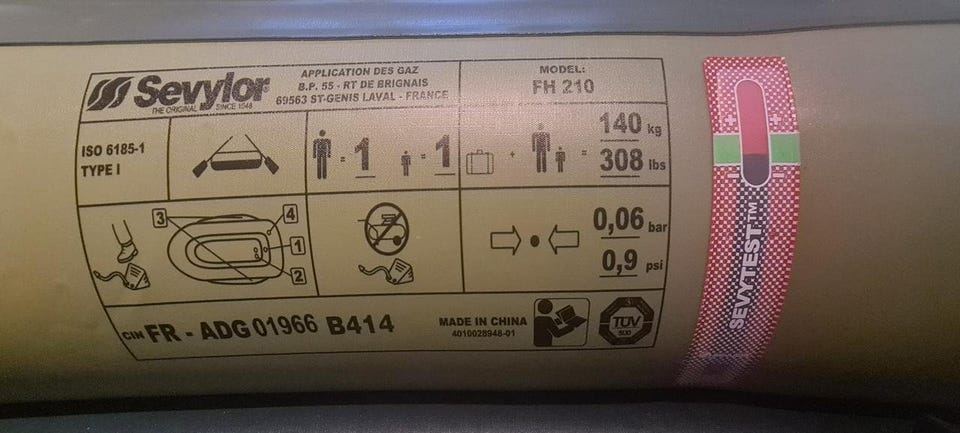 Sevylor
THE ORIGINAL SINCE 1948
APPLICATION DES GAZ
B.P. 55 - RT DE BRIGNAIS
69563 ST-GENIS LAVAL - FRANCE
MODEL:
FH 210
ISO 6185-1
TYPE I
= 1 = 1
+ = 140 kg
308 lbs
3 4
1
2
0,06 bar
0,9 psi
CIN FR - ADG 01966 B414
MADE IN CHINA
4010028948-01
TÜV
SÜD
+ +
- -
SEVYTEST™